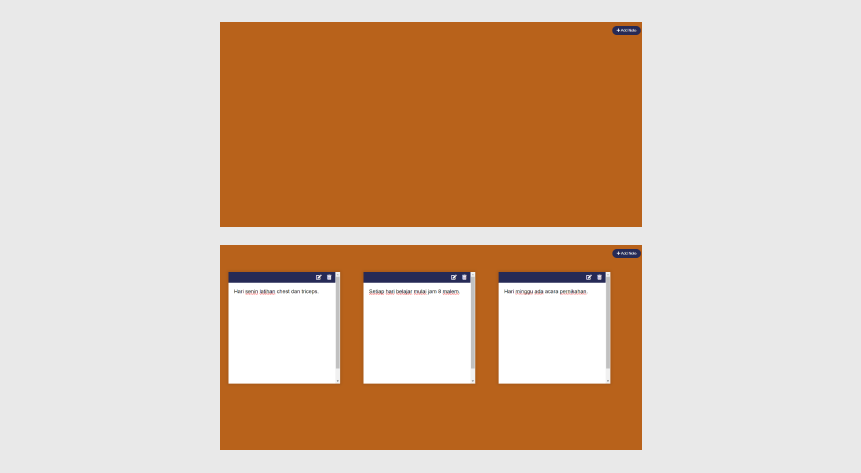 Add Note
Add Note
Hari senin latihan chest dan triceps.
Setiap hari belajar mulai jam 8 malem.
Hari minggu ada acara pernikahan.